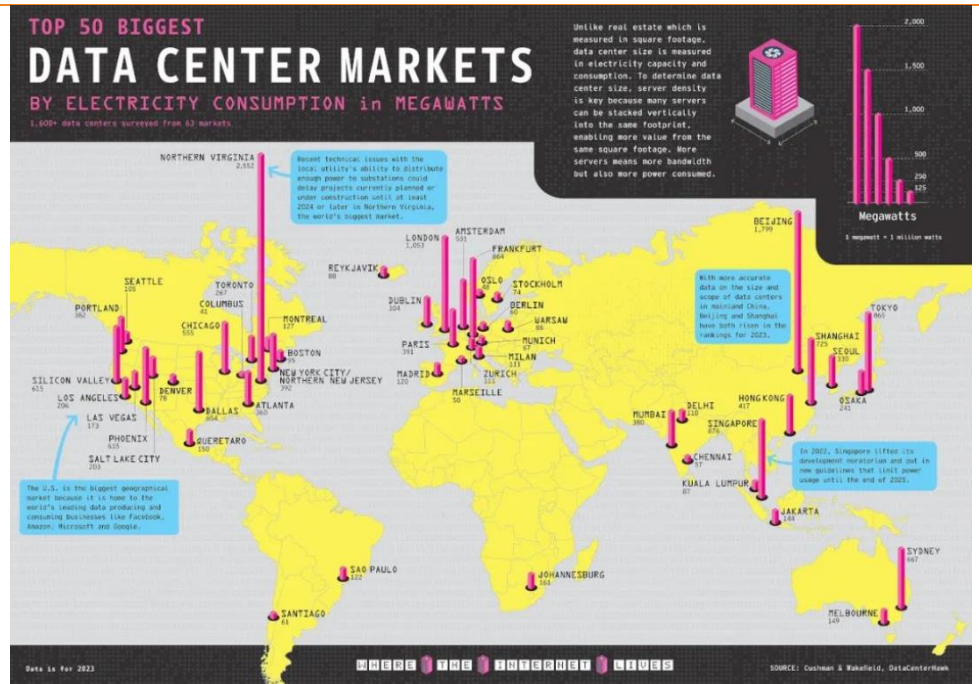 TOP 50 BIGGEST
DATA CENTER MARKETS
BY ELECTRICITY CONSUMPTION in MEGAWATTS
1,600+ data centers surveyed from 63 markets
Unlike real estate which is
measured in square footage,
data center size is measured
in electricity capacity and
consumption. To determine data
center size, server density
is key because many servers
can be stacked vertically
into the same footprint,
enabling more value from the
same square footage. More
servers means more bandwidth
but also more power consumed.
2,000
1,500
1,000
500
250
125
Megawatts
1 megawatt = 1 million watts
NORTHERN VIRGINIA
2,552
Recent technical issues with the
local utility's ability to distribute
enough power to substations could
delay projects currently planned or
under construction until at least
2024 or later in Northern Virginia,
the world's biggest market.
AMSTERDAM
LONDON
1,053
FRANKFURT
864
BEIJING
1,799
REYKJAVIK
OSLO
STOCKHOLM
74
SEATTLE
TORONTO
267
With more accurate
data on the size and
scope of data centers
in mainland China,
Beijing and Shanghai
have both risen in the
rankings for 2023.
DUBLIN
304
BERLIN
60
PORTLAND
382
COLUMBUS
41
TOKYO
865
CHICAGO
555
MONTREAL
127
WARSAW
PARIS
391
MUNICH
67
SHANGHAI
725
BOSTON
MILAN
111
SEOUL
330
SILICON VALLEY
615
DENVER
78
NEW YORK CITY/
NORTHERN NEW JERSEY
392
MADRID
120
ZURICH
111
MARSEILLE
50
LOS ANGELES
206
LAS VEGAS
173
DALLAS
654
ATLANTA
360
HONG KONG
417
OSAKA
241
MUMBAI
380
DELHI
110
SINGAPORE
876
PHOENIX
615
QUERETARO
150
SALT LAKE CITY
203
CHENNAI
57
In 2022, Singapore lifted its
development moratorium and put in
new guidelines that limit power
usage until the end of 2025.
KUALA LUMPUR
87
JAKARTA
144
The U.S. is the biggest geographical
market because it is home to the
world's leading data producing and
consuming businesses like Facebook,
Amazon, Microsoft and Google.
SYDNEY
667
SAO PAULO
122
JOHANNESBURG
161
SANTIAGO
61
MELBOURNE
149
Data is for 2023
WHERE THE INTERNET LIVES
SOURCE: Cushman & Wakefield, DataCenterHawk